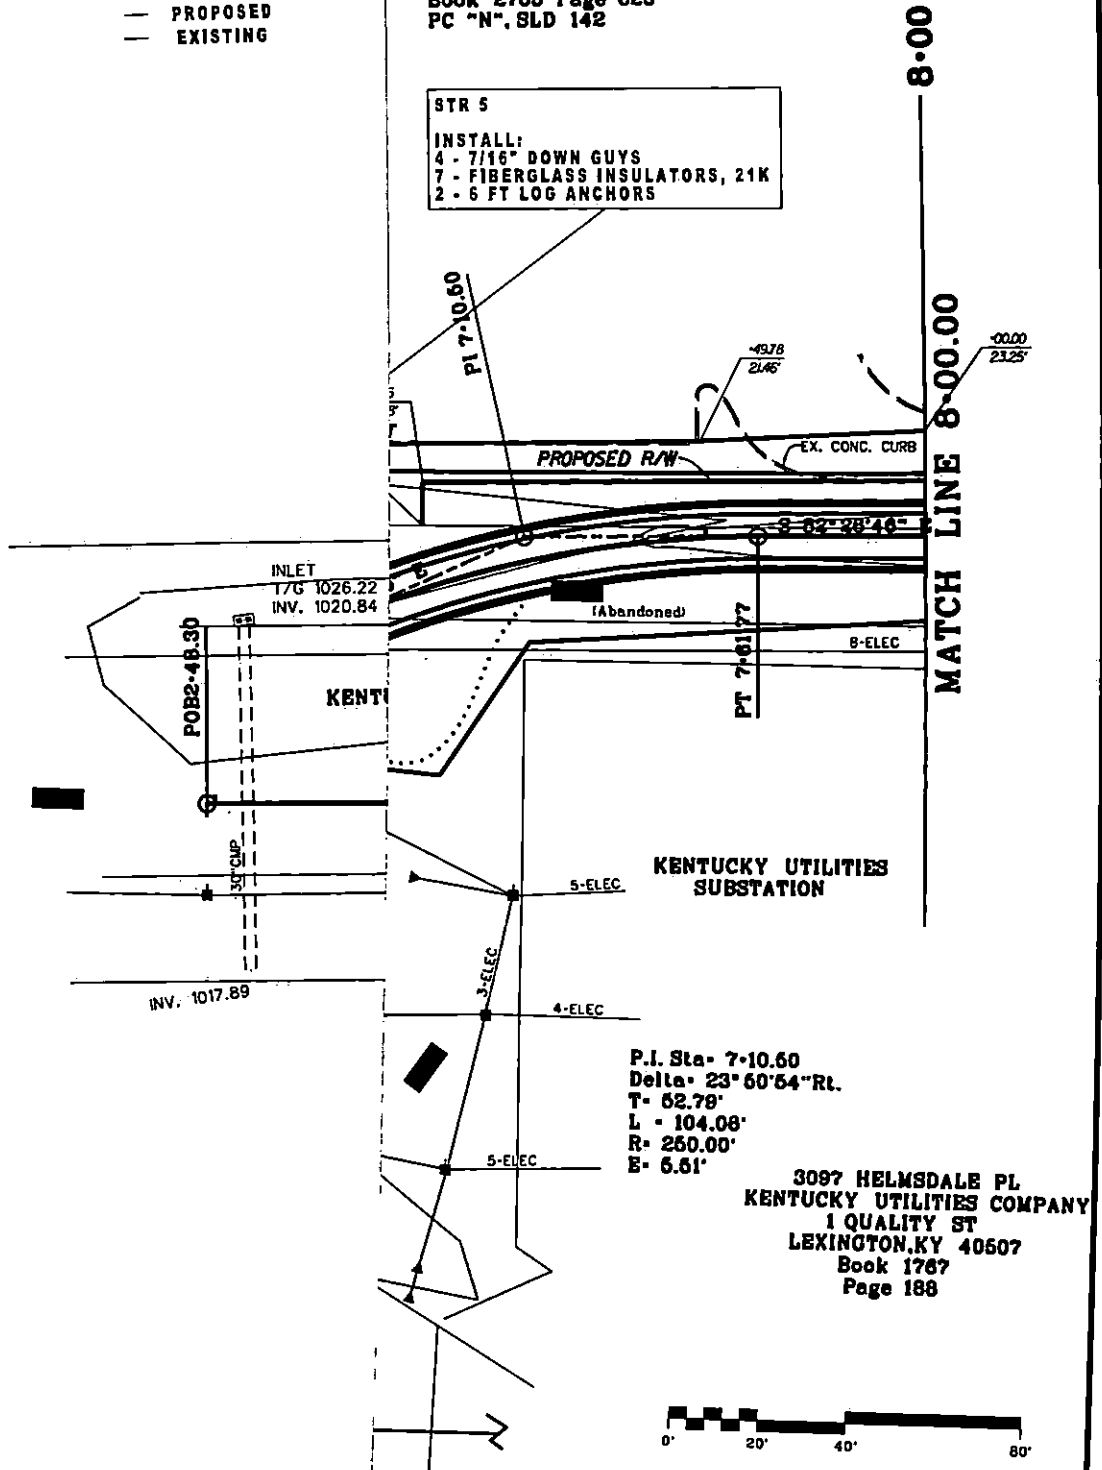 PROPOSED
EXISTING
PC "N", SLD 142
8+00
STR 5
INSTALL:
4 - 7/16" DOWN GUYS
7 - FIBERGLASS INSULATORS, 21K
2 - 6 FT LOG ANCHORS
PI 7+10.60
+49.78
21.46'
+00.00
23.25'
MATCH LINE 8+00.00
EX. CONC. CURB
PROPOSED R/W
INLET
T/G 1026.22
INV. 1020.84
(Abandoned)
8-ELEC
POB2+48.30
KENTU
PT 7+61.77
30"CMP
KENTUCKY UTILITIES
SUBSTATION
5-ELEC
3-ELEC
INV. 1017.89
4-ELEC
P.I. Sta= 7+10.60
Delta= 23°50'54"Rt.
T= 52.79'
L = 104.08'
R= 250.00'
E= 5.51'
5-ELEC
3097 HELMSDALE PL
KENTUCKY UTILITIES COMPANY
1 QUALITY ST
LEXINGTON,KY 40507
Book 1767
Page 188
0' 20' 40' 80'